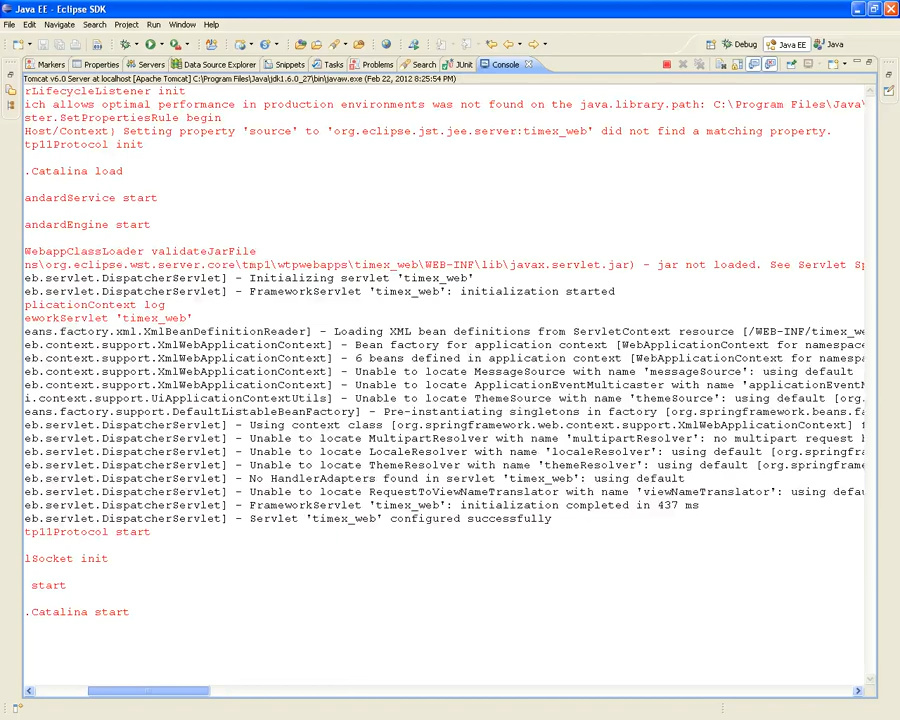 Java EE - Eclipse SDK
File Edit Navigate Search Project Run Window Help
Debug Java EE Java
Markers Properties Servers Data Source Explorer Snippets Tasks Problems Search JUnit Console
Tomcat v6.0 Server at localhost [Apache Tomcat] C:\Program Files\Java\jdk1.6.0_27\bin\javaw.exe (Feb 22, 2012 8:25:54 PM)
rLifecycleListener init
ich allows optimal performance in production environments was not found on the java.library.path: C:\Program Files\Java\
ster.SetPropertiesRule begin
Host/Context} Setting property 'source' to 'org.eclipse.jst.jee.server:timex_web' did not find a matching property.
tp11Protocol init
.Catalina load
andardService start
andardEngine start
WebappClassLoader validateJarFile
ns\org.eclipse.wst.server.core\tmp1\wtpwebapps\timex_web\WEB-INF\lib\javax.servlet.jar) - jar not loaded. See Servlet Sp
eb.servlet.DispatcherServlet] - Initializing servlet 'timex_web'
eb.servlet.DispatcherServlet] - FrameworkServlet 'timex_web': initialization started
plicationContext log
eworkServlet 'timex_web'
eans.factory.xml.XmlBeanDefinitionReader] - Loading XML bean definitions from ServletContext resource [/WEB-INF/timex_we
eb.context.support.XmlWebApplicationContext] - Bean factory for application context [WebApplicationContext for namespace
eb.context.support.XmlWebApplicationContext] - 6 beans defined in application context [WebApplicationContext for namespa
eb.context.support.XmlWebApplicationContext] - Unable to locate MessageSource with name 'messageSource': using default
eb.context.support.XmlWebApplicationContext] - Unable to locate ApplicationEventMulticaster with name 'applicationEventM
i.context.support.UiApplicationContextUtils] - Unable to locate ThemeSource with name 'themeSource': using default [org.
eans.factory.support.DefaultListableBeanFactory] - Pre-instantiating singletons in factory [org.springframework.beans.fa
eb.servlet.DispatcherServlet] - Using context class [org.springframework.web.context.support.XmlWebApplicationContext] f
eb.servlet.DispatcherServlet] - Unable to locate MultipartResolver with name 'multipartResolver': no multipart request h
eb.servlet.DispatcherServlet] - Unable to locate LocaleResolver with name 'localeResolver': using default [org.springfra
eb.servlet.DispatcherServlet] - Unable to locate ThemeResolver with name 'themeResolver': using default [org.springframe
eb.servlet.DispatcherServlet] - No HandlerAdapters found in servlet 'timex_web': using default
eb.servlet.DispatcherServlet] - Unable to locate RequestToViewNameTranslator with name 'viewNameTranslator': using defau
eb.servlet.DispatcherServlet] - FrameworkServlet 'timex_web': initialization completed in 437 ms
eb.servlet.DispatcherServlet] - Servlet 'timex_web' configured successfully
tp11Protocol start
lSocket init
start
.Catalina start